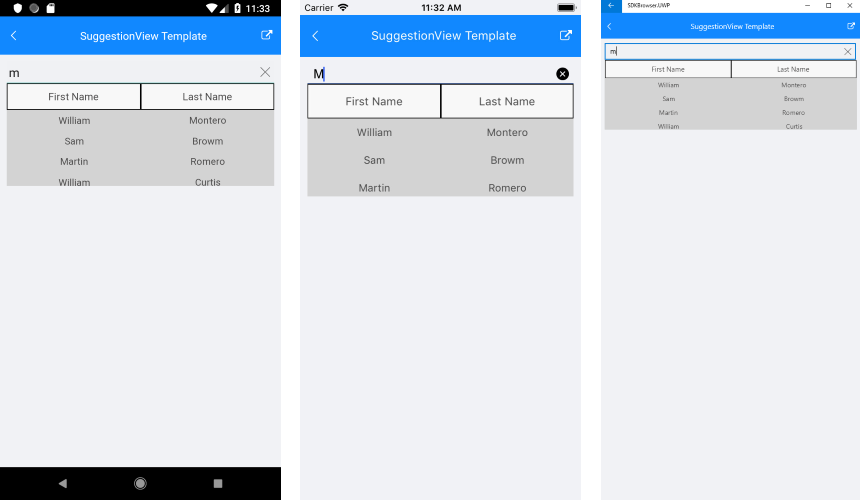 11:33
SuggestionView Template
m
First Name Last Name
William Montero
Sam Browm
Martin Romero
William Curtis
Carrier 11:32 AM
SuggestionView Template
M
First Name Last Name
William Montero
Sam Browm
Martin Romero
SDKBrowser.UWP
SuggestionView Template
m
First Name Last Name
William Montero
Sam Browm
Martin Romero
William Curtis